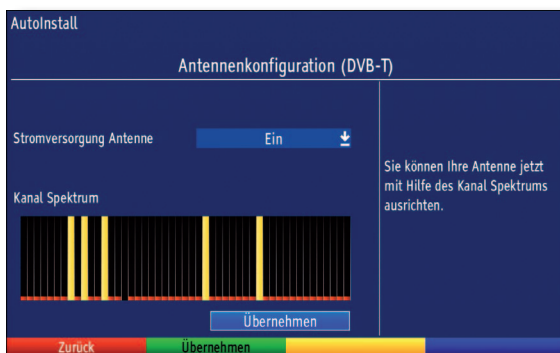 AutoInstall
Antennenkonfiguration (DVB-T)
Stromversorgung Antenne
Ein
Sie können Ihre Antenne jetzt
mit Hilfe des Kanal Spektrums
ausrichten.
Kanal Spektrum
Übernehmen
Zurück
Übernehmen